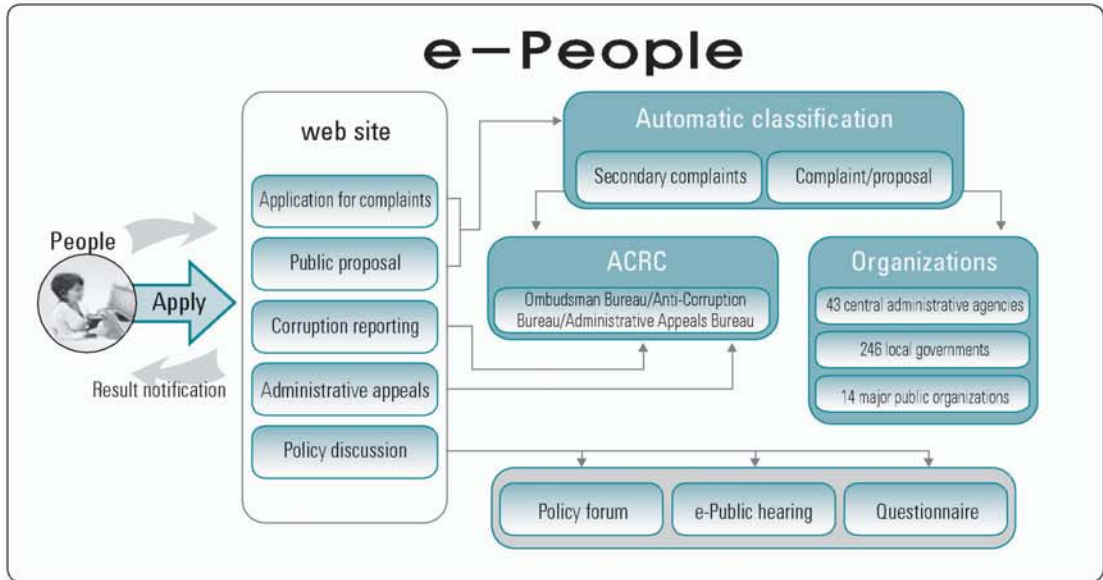 e-People
web site
Application for complaints
Public proposal
Corruption reporting
Administrative appeals
Policy discussion
People
Apply
Result notification
Automatic classification
Secondary complaints
Complaint/proposal
ACRC
Ombudsman Bureau/Anti-Corruption
Bureau/Administrative Appeals Bureau
Organizations
43 central administrative agencies
246 local governments
14 major public organizations
Policy forum
e-Public hearing
Questionnaire